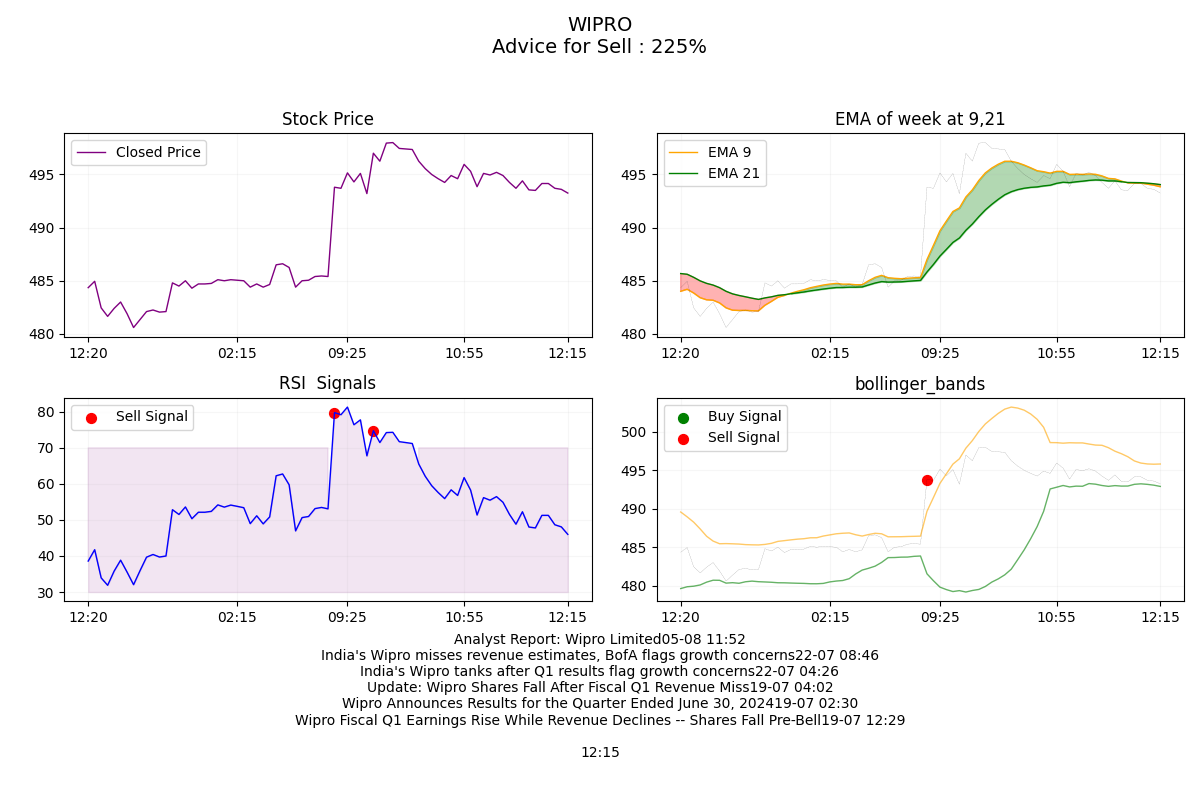 WIPRO
Advice for Sell : 225%
Stock Price
Closed Price
495
490
485
480
12:20 02:15 09:25 10:55 12:15
EMA of week at 9,21
EMA 9
EMA 21
495
490
485
480
12:20 02:15 09:25 10:55 12:15
RSI  Signals
Sell Signal
80
70
60
50
40
30
12:20 02:15 09:25 10:55 12:15
bollinger_bands
Buy Signal
Sell Signal
500
495
490
485
480
12:20 02:15 09:25 10:55 12:15
Analyst Report: Wipro Limited05-08 11:52
India's Wipro misses revenue estimates, BofA flags growth concerns22-07 08:46
India's Wipro tanks after Q1 results flag growth concerns22-07 04:26
Update: Wipro Shares Fall After Fiscal Q1 Revenue Miss19-07 04:02
Wipro Announces Results for the Quarter Ended June 30, 202419-07 02:30
Wipro Fiscal Q1 Earnings Rise While Revenue Declines -- Shares Fall Pre-Bell19-07 12:29
12:15